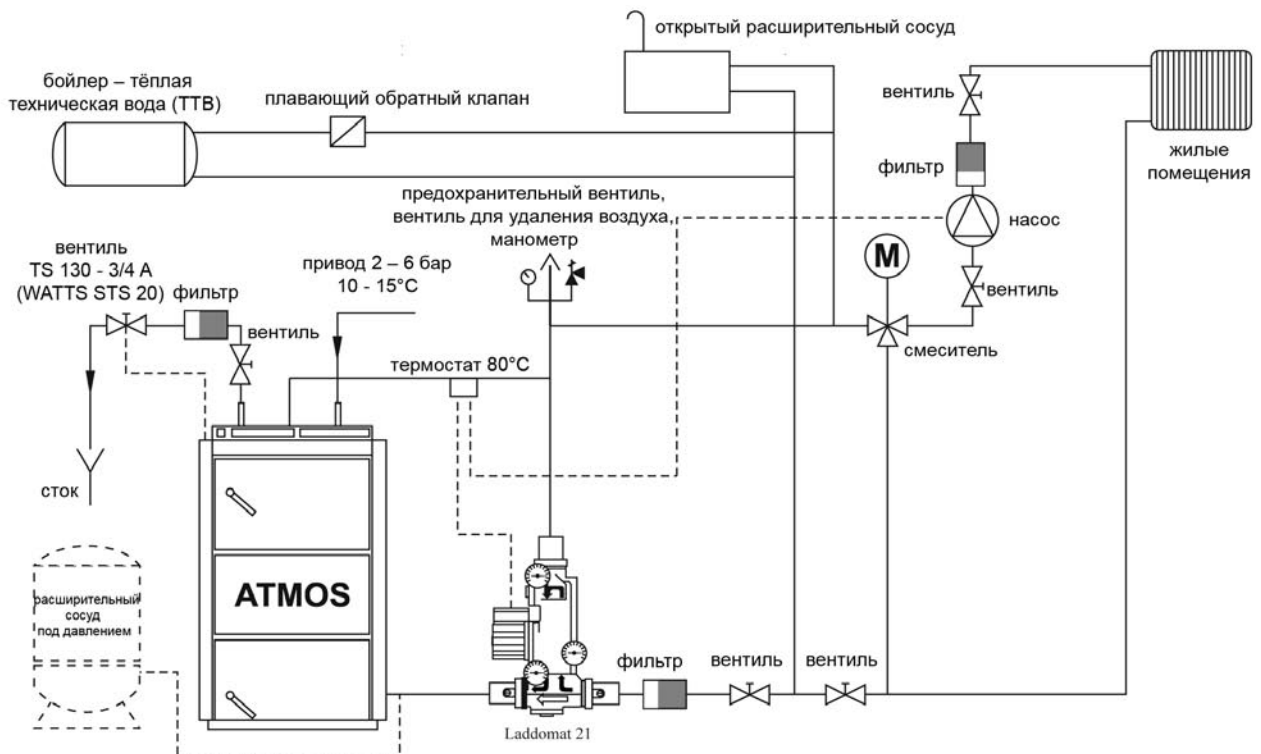 открытый расширительный сосуд
бойлер – тёплая
техническая вода (ТТВ)
плавающий обратный клапан
вентиль
фильтр
жилые
помещения
предохранительный вентиль,
вентиль для удаления воздуха,
манометр
насос
М
вентиль
TS 130 - 3/4 A
(WATTS STS 20)
фильтр
привод 2 – 6 бар
10 - 15°C
вентиль
вентиль
смеситель
термостат 80°C
сток
ATMOS
расширительный
сосуд
под давлением
фильтр
вентиль
вентиль
Laddomat 21